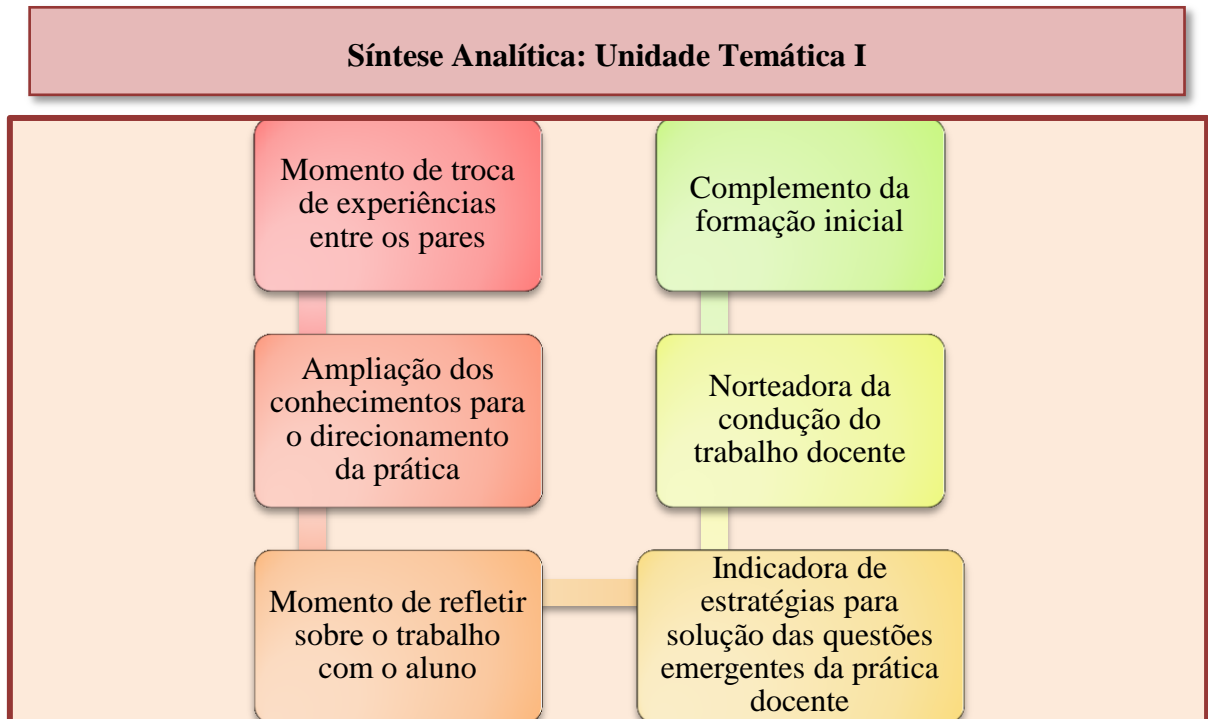 Síntese Analítica: Unidade Temática I
Momento de troca
de experiências
entre os pares
Ampliação dos
conhecimentos para
o direcionamento
da prática
Momento de refletir
sobre o trabalho
com o aluno
Indicadora de
estratégias para
solução das questões
emergentes da prática
docente
Norteadora da
condução do
trabalho docente
Complemento da
formação inicial